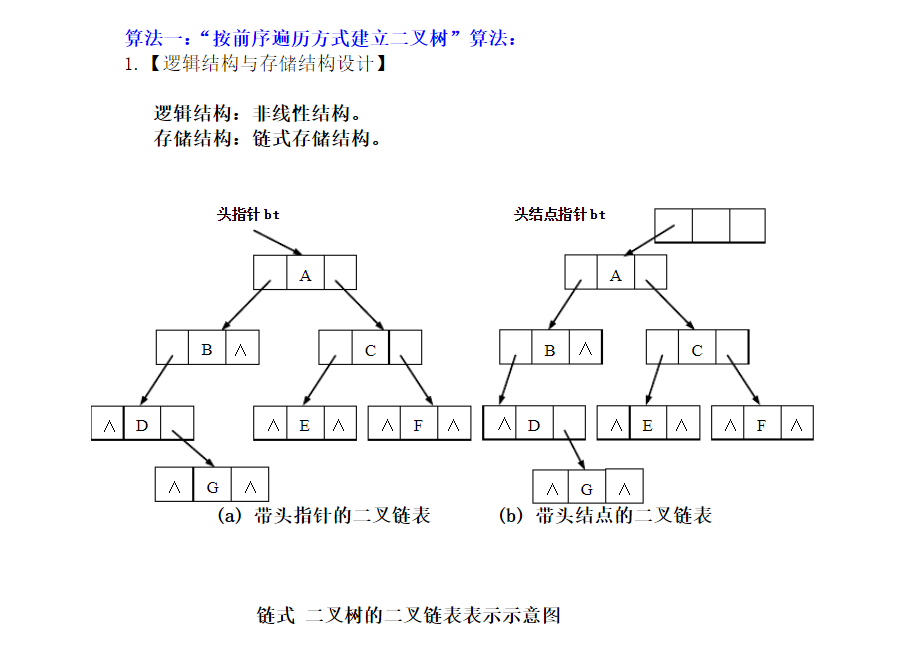 算法一：“按前序遍历方式建立二叉树”算法：
1.【逻辑结构与存储结构设计】
逻辑结构：非线性结构。
存储结构：链式存储结构。
头指针bt
头结点指针bt
A
A
B ∧
C
B ∧
C
∧ D
∧ E ∧
∧ F ∧
∧ D
∧ E ∧
∧ F ∧
∧ G ∧
∧ G ∧
(a) 带头指针的二叉链表
(b) 带头结点的二叉链表
链式 二叉树的二叉链表表示示意图